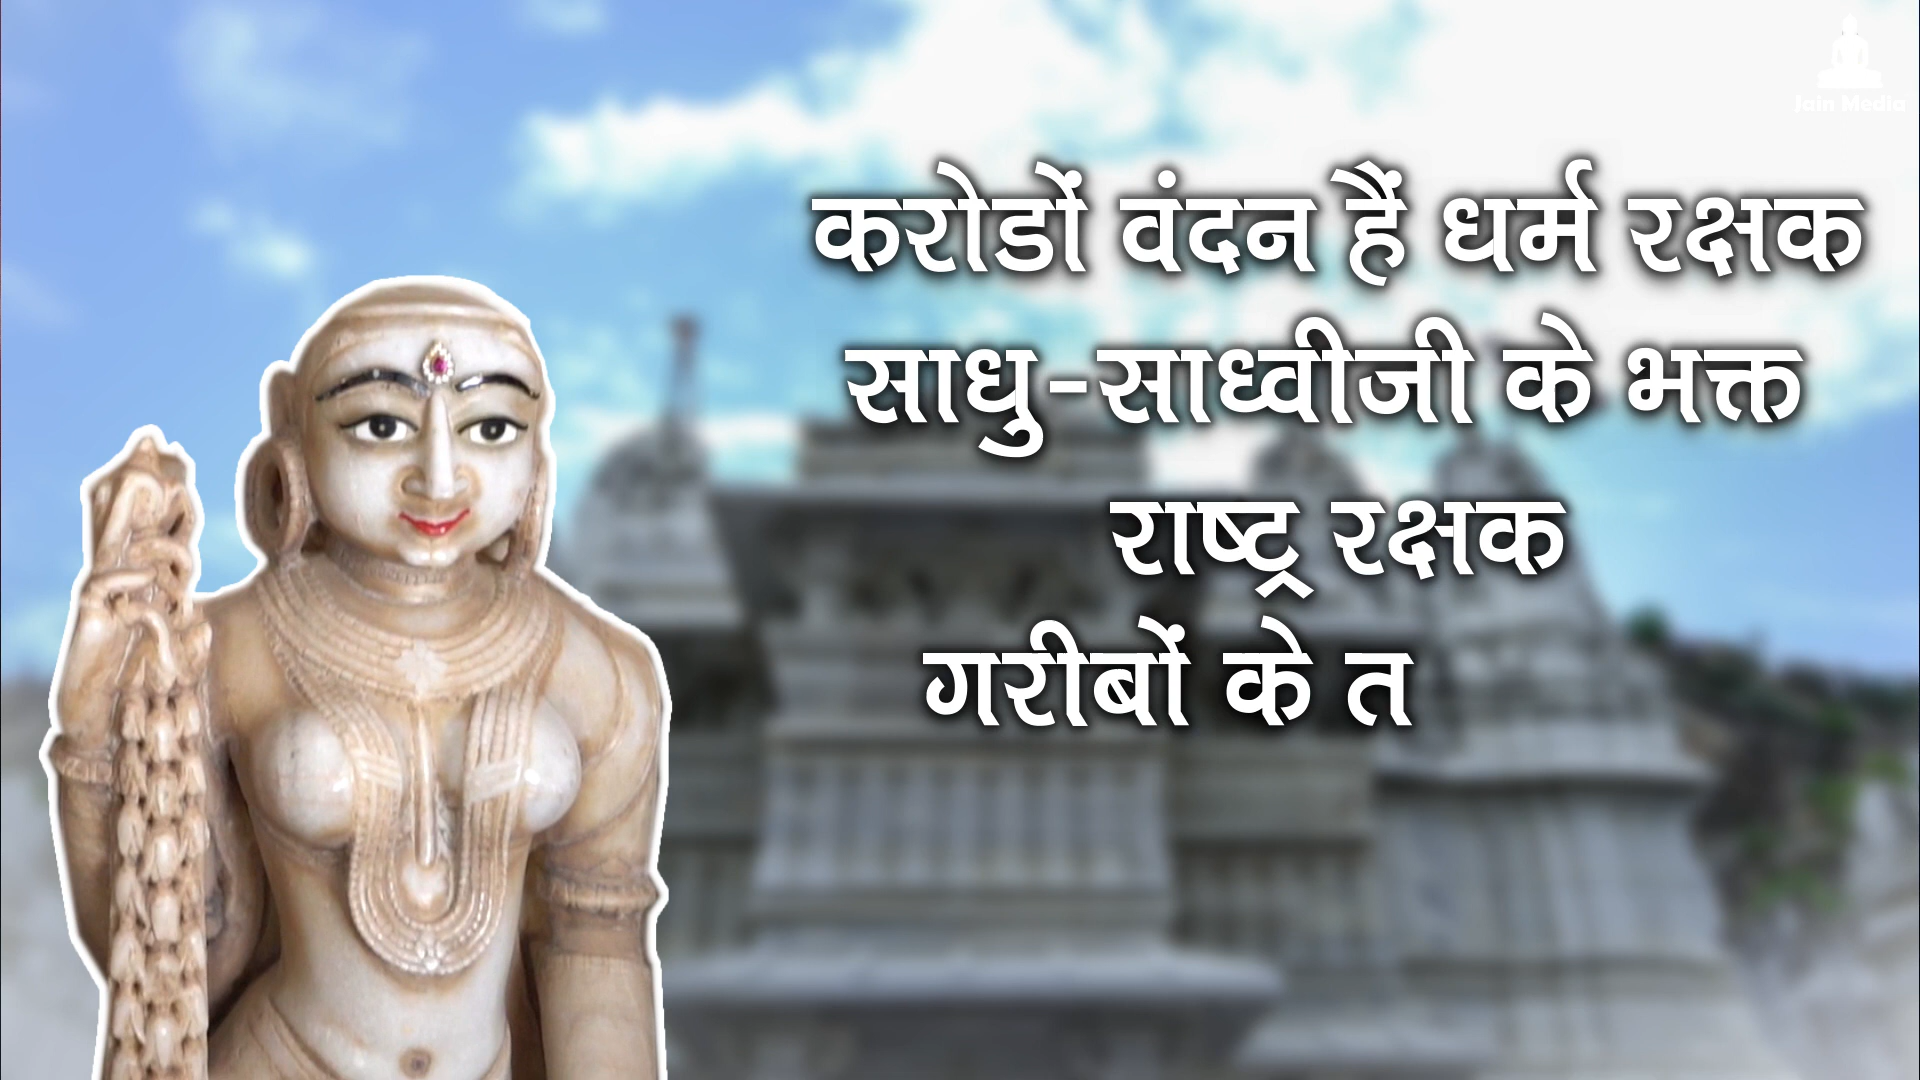 Jain Media
करोडों वंदन हैं धर्म रक्षक
साधु-साध्वीजी के भक्त
राष्ट्र रक्षक
गरीबों के त